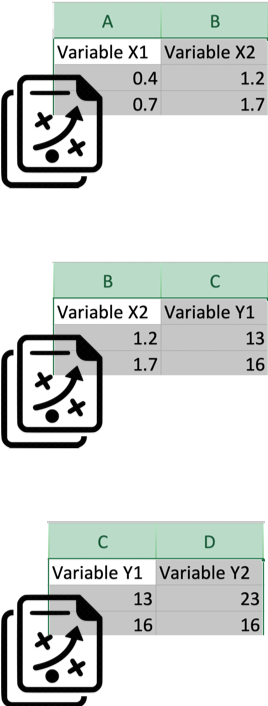 A B
Variable X1 Variable X2
0.4 1.2
0.7 1.7
B C
Variable X2 Variable Y1
1.2 13
1.7 16
C D
Variable Y1 Variable Y2
13 23
16 16